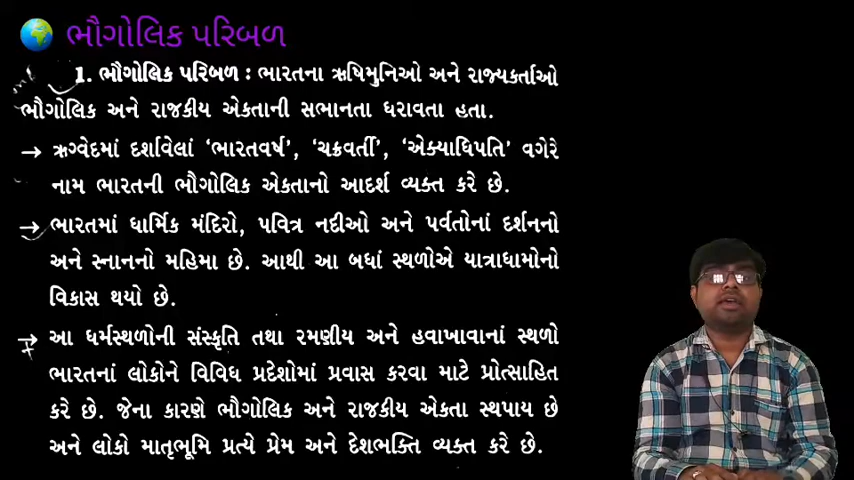 ભૌગોલિક પરિબળ
1. ભૌગોલિક પરિબળ : ભારતના ઋષિમુનિઓ અને રાજ્યકર્તાઓ
ભૌગોલિક અને રાજકીય એકતાની સભાનતા ધરાવતા હતા.
→ ઋગ્વેદમાં દર્શાવેલાં ‘ભારતવર્ષ’, ‘ચક્રવર્તી’, ‘એક્યાધિપતિ’ વગેરે
નામ ભારતની ભૌગોલિક એકતાનો આદર્શ વ્યક્ત કરે છે.
→ ભારતમાં ધાર્મિક મંદિરો, પવિત્ર નદીઓ અને પર્વતોનાં દર્શનનો
અને સ્નાનનો મહિમા છે. આથી આ બધાં સ્થળોએ યાત્રાધામોનો
વિકાસ થયો છે.
→ આ ધર્મસ્થળોની સંસ્કૃતિ તથા રમણીય અને હવાખાવાનાં સ્થળો
ભારતનાં લોકોને વિવિધ પ્રદેશોમાં પ્રવાસ કરવા માટે પ્રોત્સાહિત
કરે છે. જેના કારણે ભૌગોલિક અને રાજકીય એકતા સ્થપાય છે
અને લોકો માતૃભૂમિ પ્રત્યે પ્રેમ અને દેશભક્તિ વ્યક્ત કરે છે.